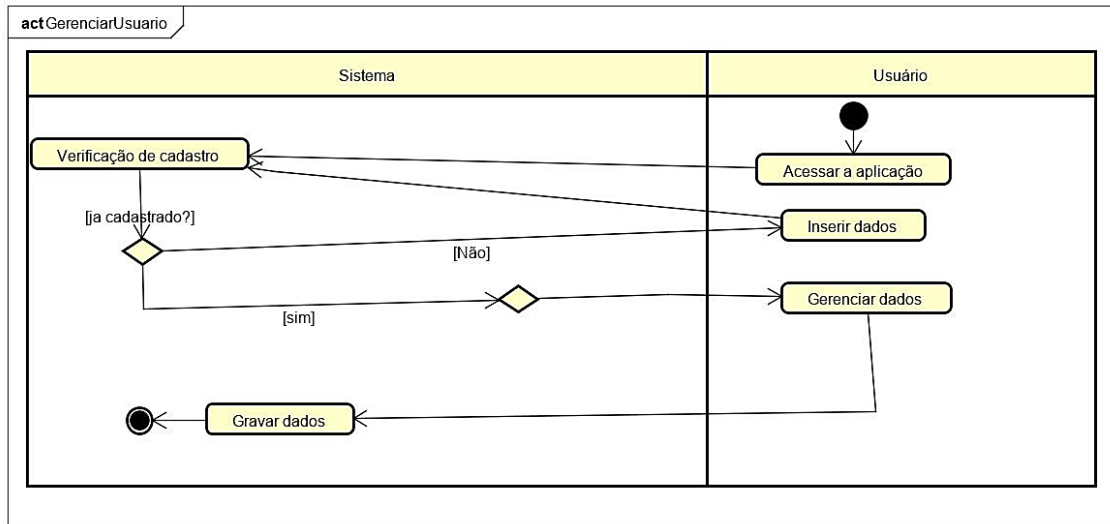 act GerenciarUsuario
Sistema
Usuário
Verificação de cadastro
Acessar a aplicação
[ja cadastrado?]
Inserir dados
[Não]
Gerenciar dados
[sim]
Gravar dados